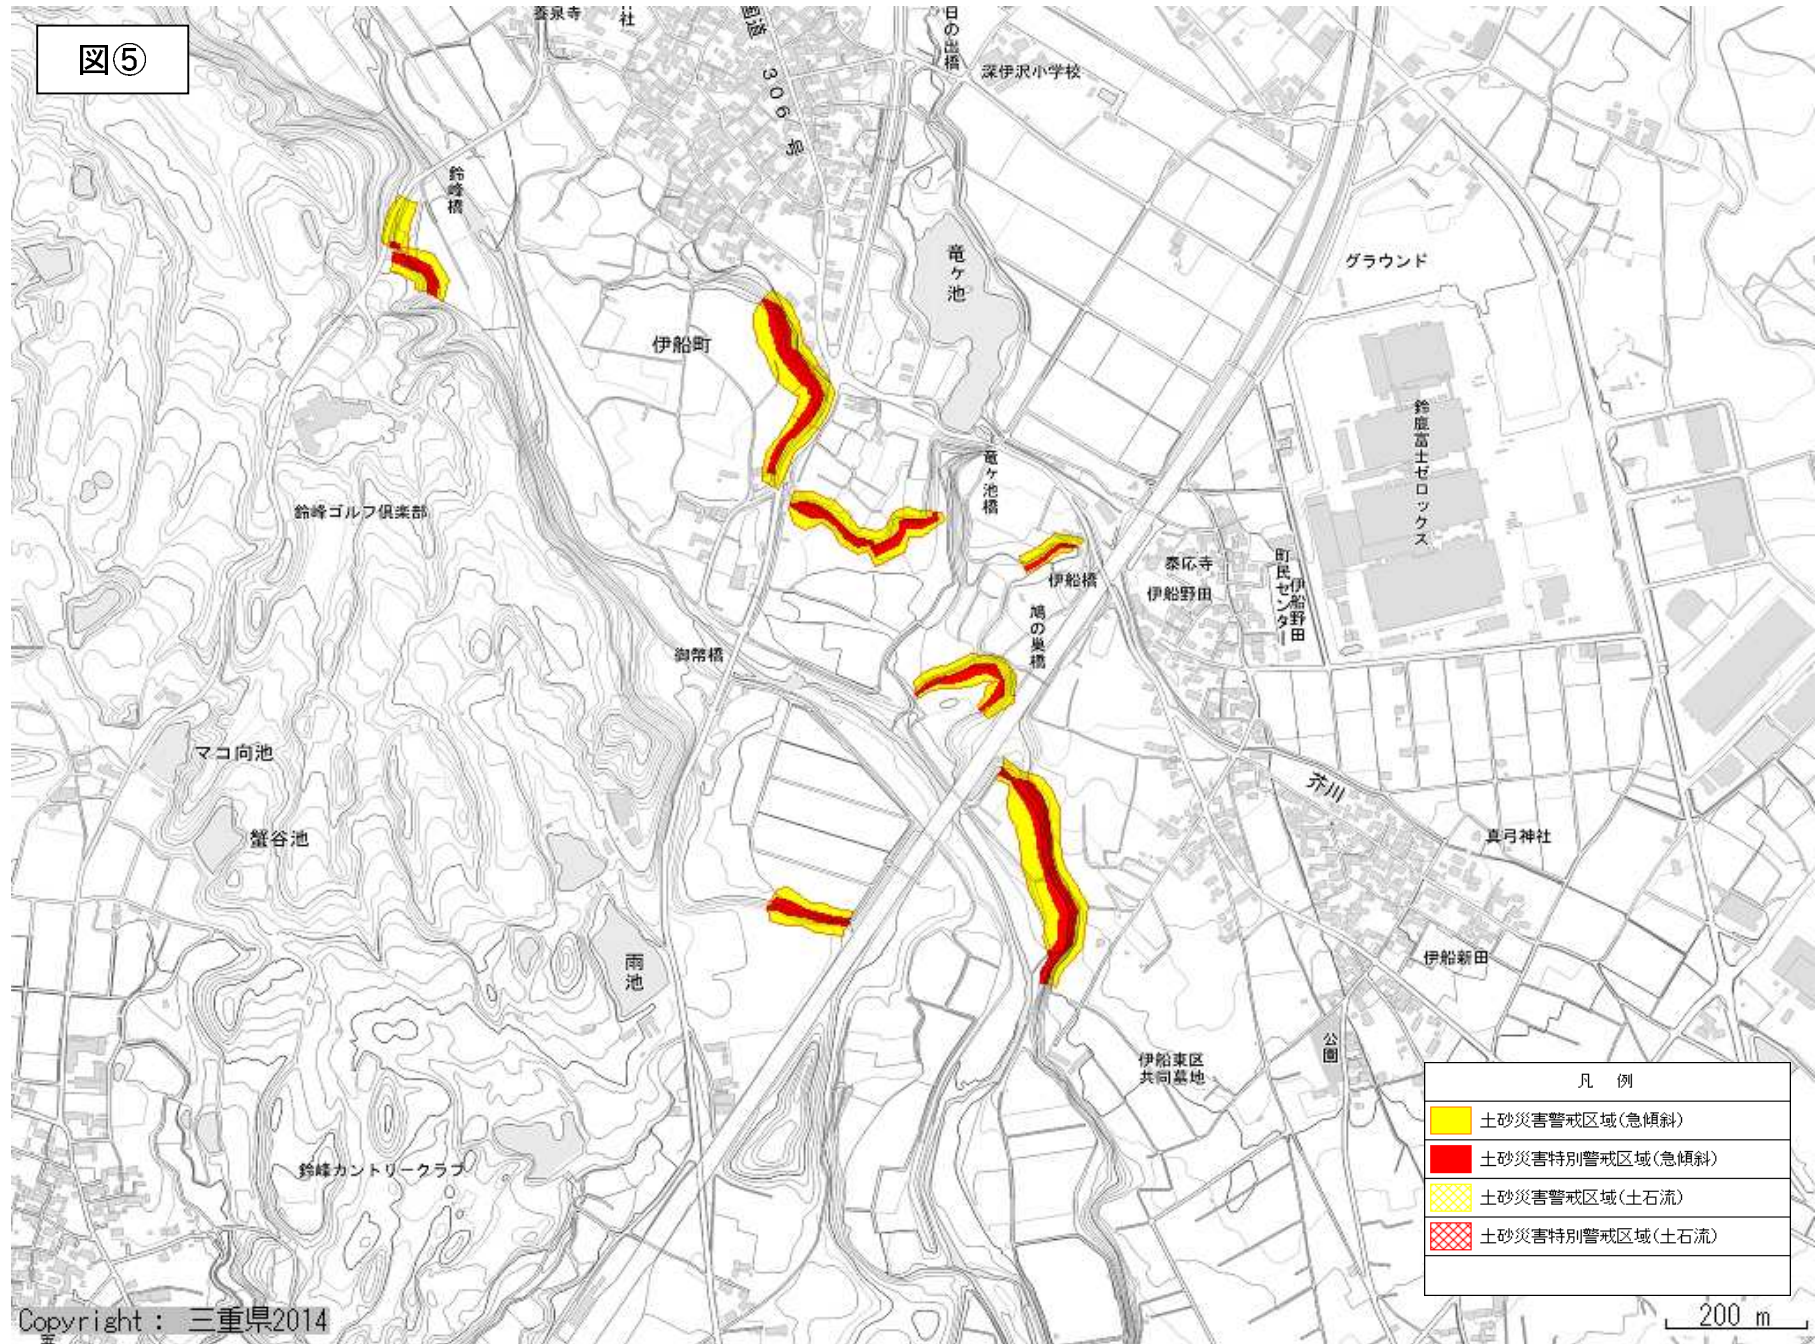 図⑤
善泉寺
社
国道
306号
日の出橋
深伊沢小学校
鈴峰橋
竜ヶ池
グラウンド
伊船町
鈴鹿富士ゼロックス
竜ヶ池橋
鈴峰ゴルフ倶楽部
泰応寺
伊船橋
伊船野田
伊船野田
町民センター
鳩の巣橋
御幣橋
マコ向池
芥川
蟹谷池
真弓神社
雨池
伊船新田
公園
伊船東区
共同墓地
鈴峰カントリークラブ
凡 例
土砂災害警戒区域(急傾斜)
土砂災害特別警戒区域(急傾斜)
土砂災害警戒区域(土石流)
土砂災害特別警戒区域(土石流)
Copyright : 三重県2014
200 m